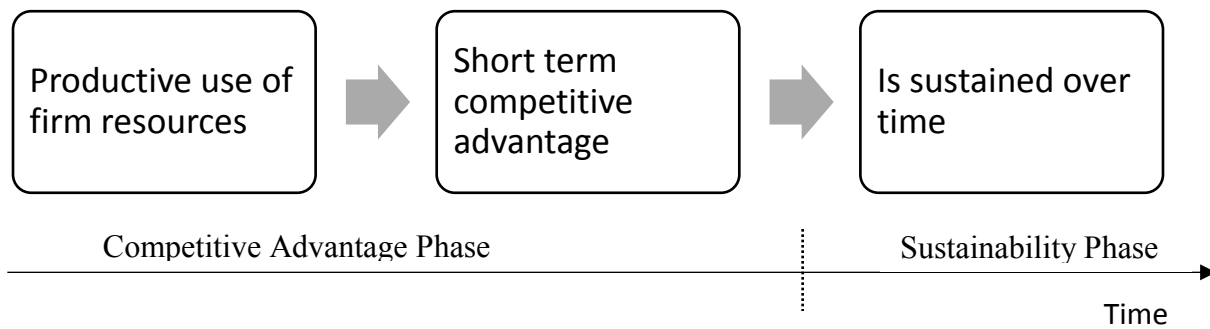 Productive use of
firm resources
Short term
competitive
advantage
Is sustained over
time
Competitive Advantage Phase
Sustainability Phase
Time